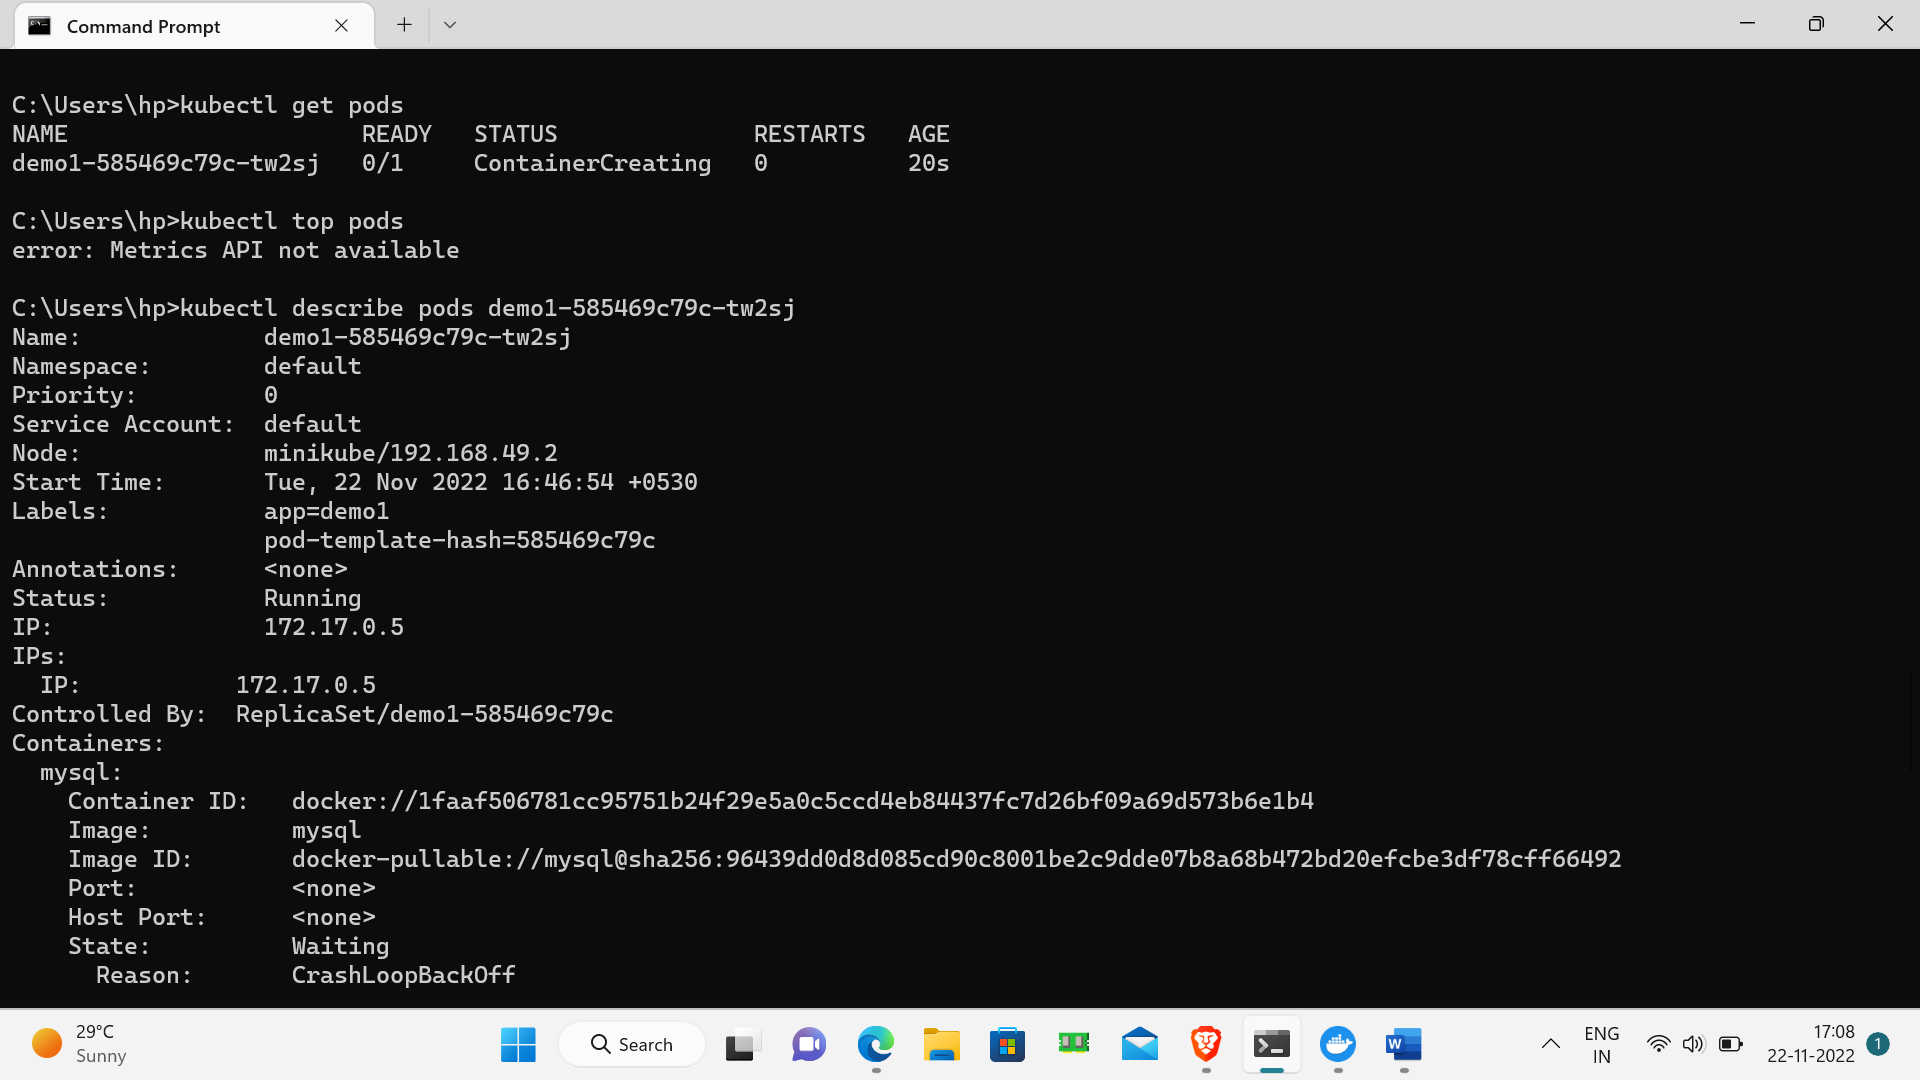 Command Prompt
C:\Users\hp>kubectl get pods
NAME                     READY   STATUS              RESTARTS   AGE
demo1-585469c79c-tw2sj   0/1     ContainerCreating   0          20s
C:\Users\hp>kubectl top pods
error: Metrics API not available
C:\Users\hp>kubectl describe pods demo1-585469c79c-tw2sj
Name:             demo1-585469c79c-tw2sj
Namespace:        default
Priority:         0
Service Account:  default
Node:             minikube/192.168.49.2
Start Time:       Tue, 22 Nov 2022 16:46:54 +0530
Labels:           app=demo1
                  pod-template-hash=585469c79c
Annotations:      <none>
Status:           Running
IP:               172.17.0.5
IPs:
  IP:           172.17.0.5
Controlled By:  ReplicaSet/demo1-585469c79c
Containers:
  mysql:
    Container ID:   docker://1faaf506781cc95751b24f29e5a0c5ccd4eb84437fc7d26bf09a69d573b6e1b4
    Image:          mysql
    Image ID:       docker-pullable://mysql@sha256:96439dd0d8d085cd90c8001be2c9dde07b8a68b472bd20efcbe3df78cff66492
    Port:           <none>
    Host Port:      <none>
    State:          Waiting
      Reason:       CrashLoopBackOff
29°C
Sunny
Search
W
ENG
IN
17:08
22-11-2022
1